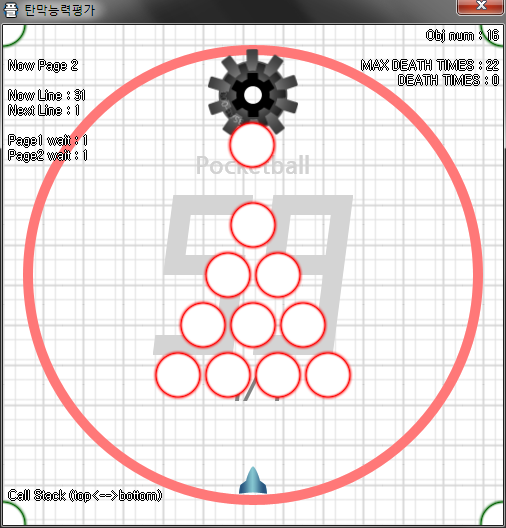 탄막능력평가
Obj num : 16
Now Page 2
MAX DEATH TIMES : 22
DEATH TIMES : 0
Now Line : 31
Next Line : 1
Page1 wait : 1
Page2 wait : 1
Pocketball
59
Call Stack (top<-->bottom)